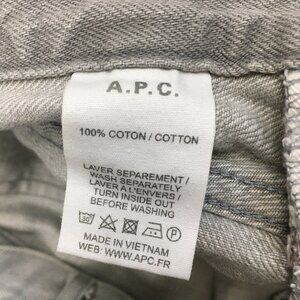 A.P.C.
100% COTON / COTTON
LAVER SEPAREMENT /
WASH SEPARATELY
LAVER A L'ENVERS /
TURN INSIDE OUT
BEFORE WASHING
30 P
MADE IN VIETNAM
WEB: WWW.APC.FR